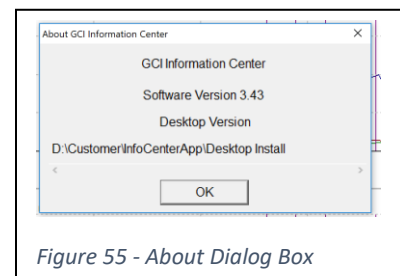 About GCI Information Center
GCI Information Center
Software Version 3.43
Desktop Version
D:\Customer\InfoCenterApp\Desktop Install
OK
Figure 55 - About Dialog Box